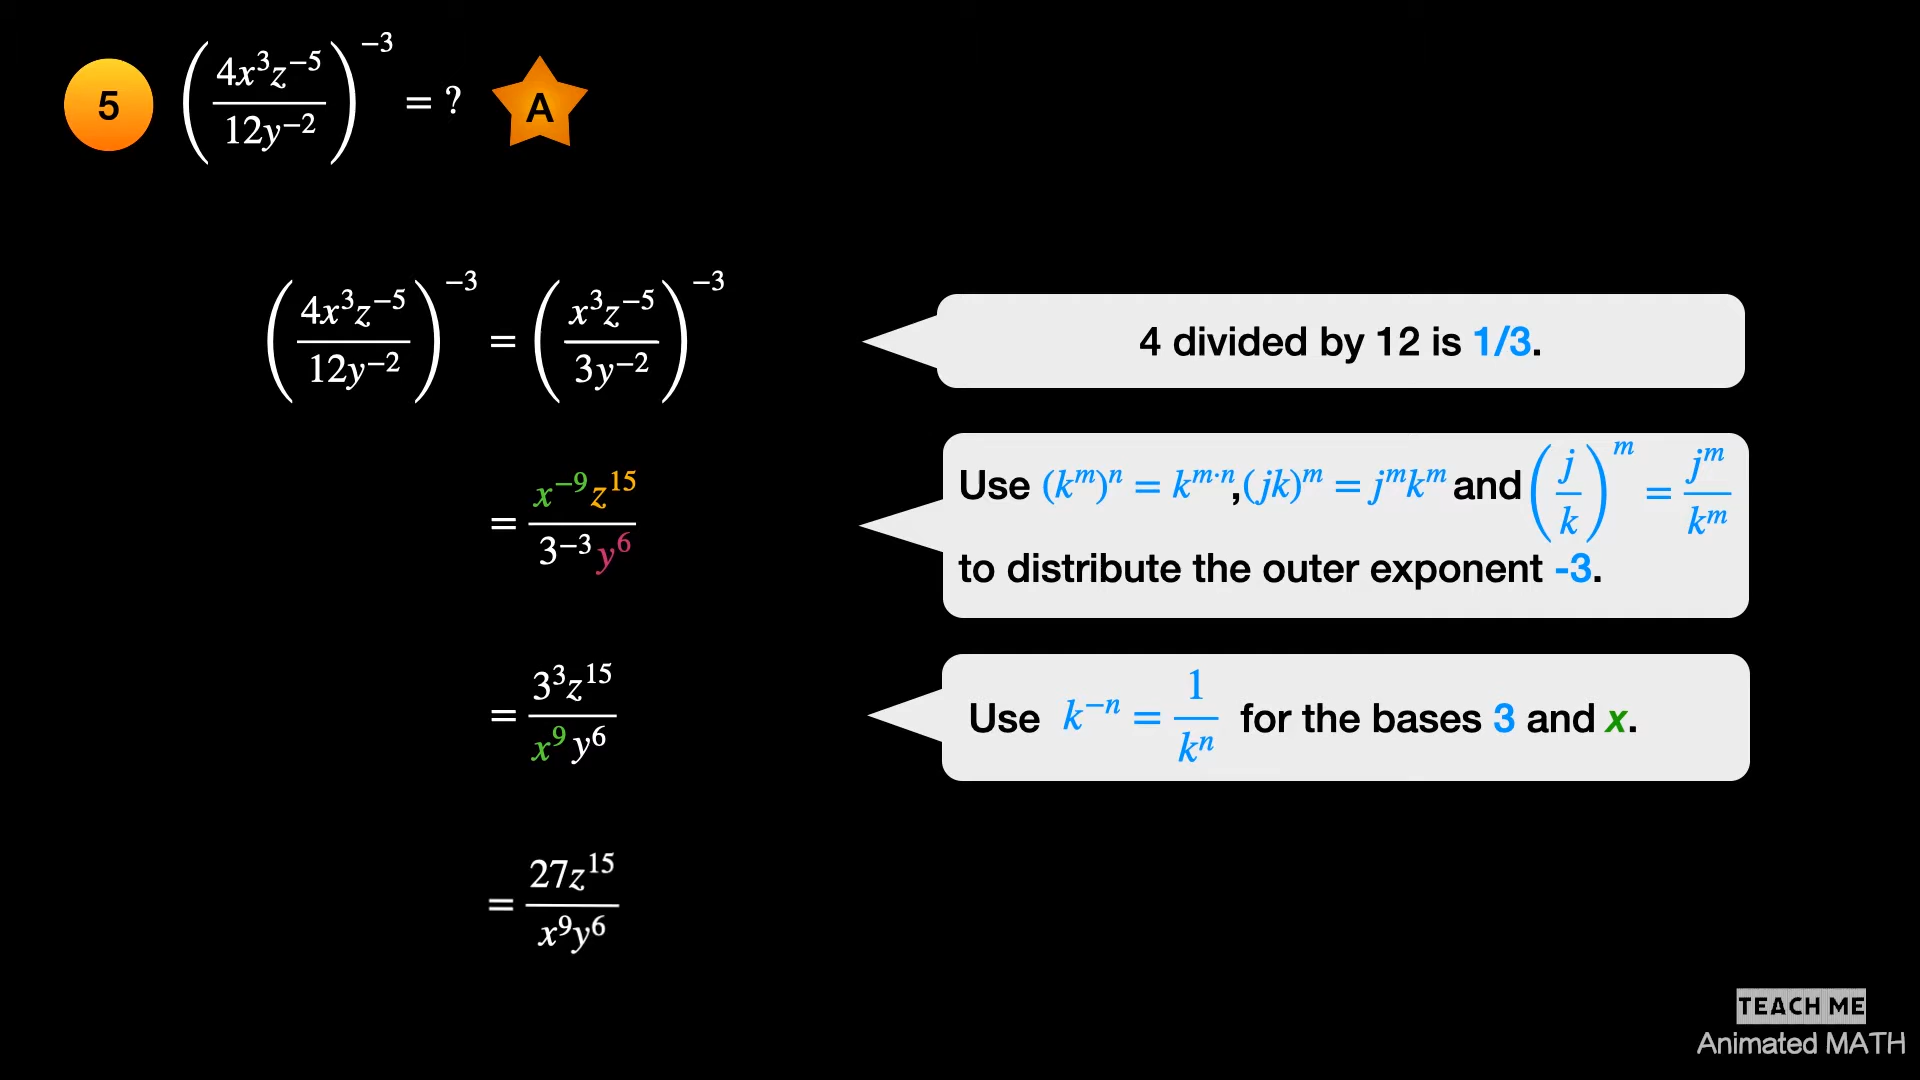 5 (4x³z⁻⁵ / 12y⁻²)⁻³ = ? A
(4x³z⁻⁵ / 12y⁻²)⁻³ = (x³z⁻⁵ / 3y⁻²)⁻³
4 divided by 12 is 1/3.
= x⁻⁹z¹⁵ / 3⁻³y⁶
Use (kᵐ)ⁿ = kᵐ·ⁿ, (jk)ᵐ = jᵐkᵐ and (j / k)ᵐ = jᵐ / kᵐ
to distribute the outer exponent -3.
= 3³z¹⁵ / x⁹y⁶
Use k⁻ⁿ = 1 / kⁿ for the bases 3 and x.
= 27z¹⁵ / x⁹y⁶
TEACH ME
Animated MATH